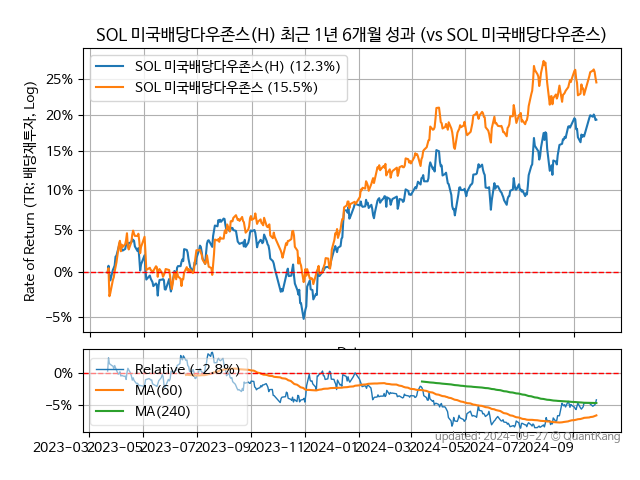 SOL 미국배당다우존스(H) 최근 1년 6개월 성과 (vs SOL 미국배당다우존스)
Rate of Return (TR: 배당재투자, Log)
SOL 미국배당다우존스(H) (12.3%)
SOL 미국배당다우존스 (15.5%)
25%
20%
15%
10%
5%
0%
−5%
0%
−5%
Relative (−2.8%)
MA(60)
MA(240)
updated: 2024-09-27 © QuantKang
2023-03
2023-05
2023-07
2023-09
2023-11
2024-01
2024-03
2024-05
2024-07
2024-09